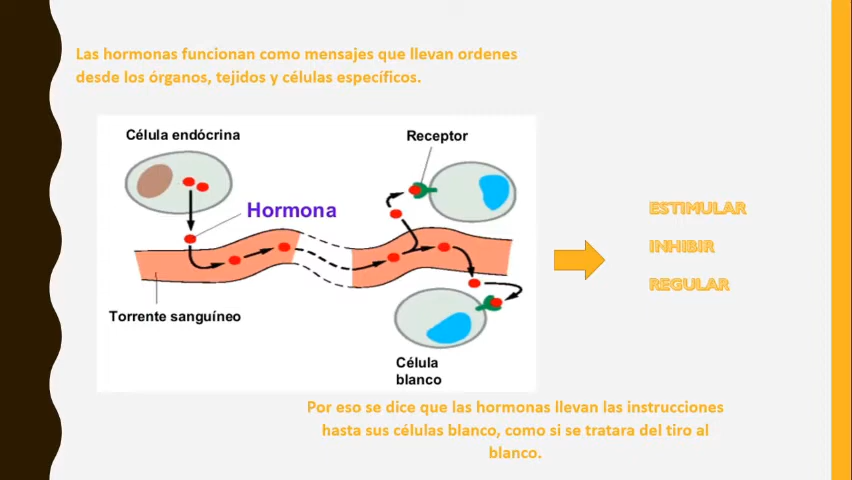 Las hormonas funcionan como mensajes que llevan ordenes
desde los órganos, tejidos y células específicos.
Célula endócrina
Receptor
Hormona
Torrente sanguíneo
Célula
blanco
ESTIMULAR
INHIBIR
REGULAR
Por eso se dice que las hormonas llevan las instrucciones
hasta sus células blanco, como si se tratara del tiro al
blanco.